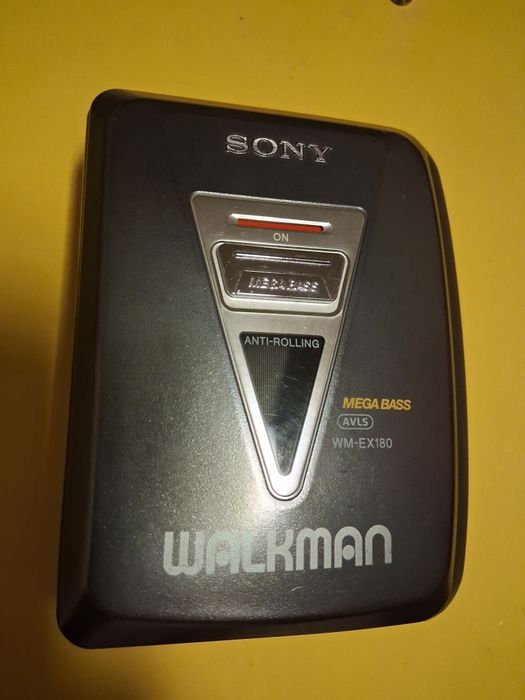 SONY
ON
MEGA BASS
ANTI-ROLLING
MEGA BASS
AVLS
WM-EX180
WALKMAN